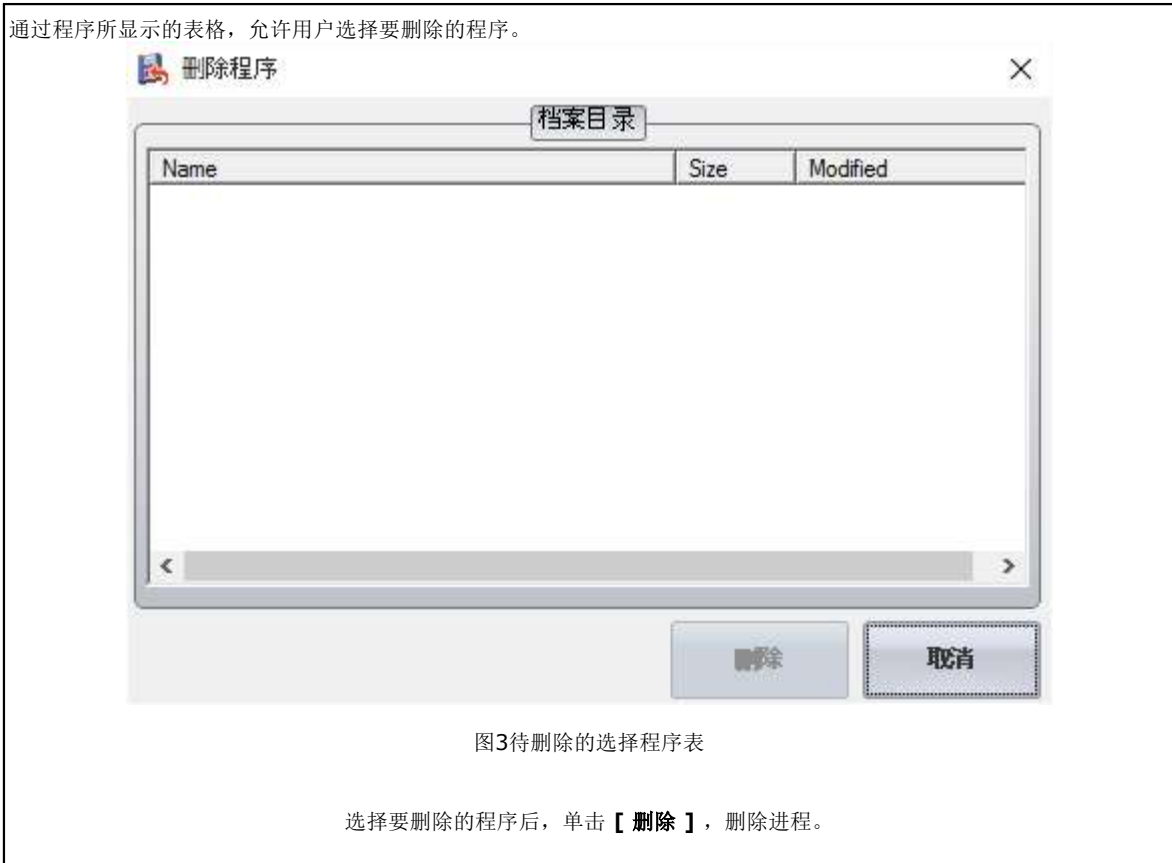 通过程序所显示的表格，允许用户选择要删除的程序。
删除程序
档案目录
Name Size Modified
删除 取消
图3待删除的选择程序表
选择要删除的程序后，单击 [ 删除 ] ，删除进程。